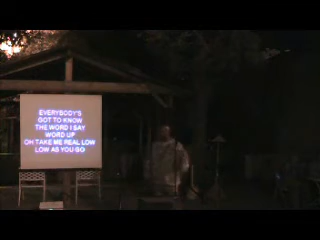 EVERYBODY'S
GOT TO KNOW
THE WORD I SAY
WORD UP
OH TAKE ME REAL LOW
LOW AS YOU GO